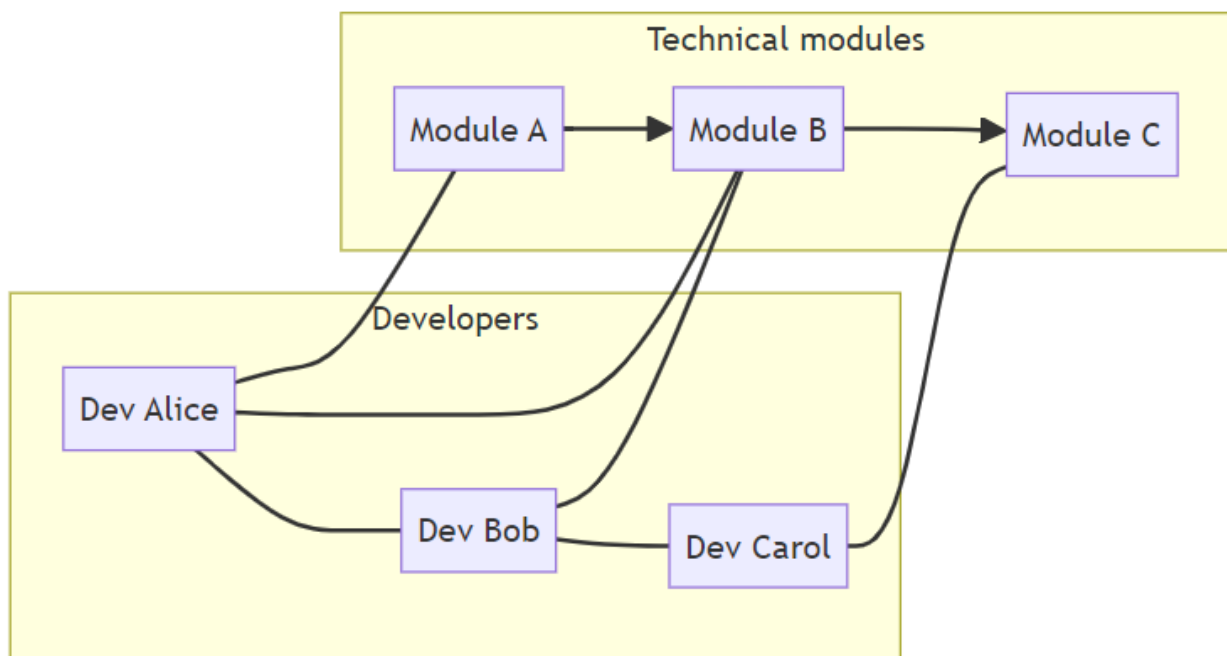 Technical modules
Module A
Module B
Module C
Developers
Dev Alice
Dev Bob
Dev Carol